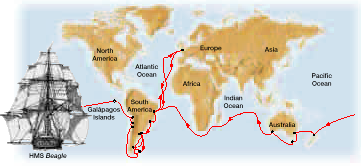 North
America
Europe
Asia
Atlantic
Ocean
Pacific
Ocean
Africa
Galápagos
Islands
South
America
Indian
Ocean
Australia
HMS Beagle